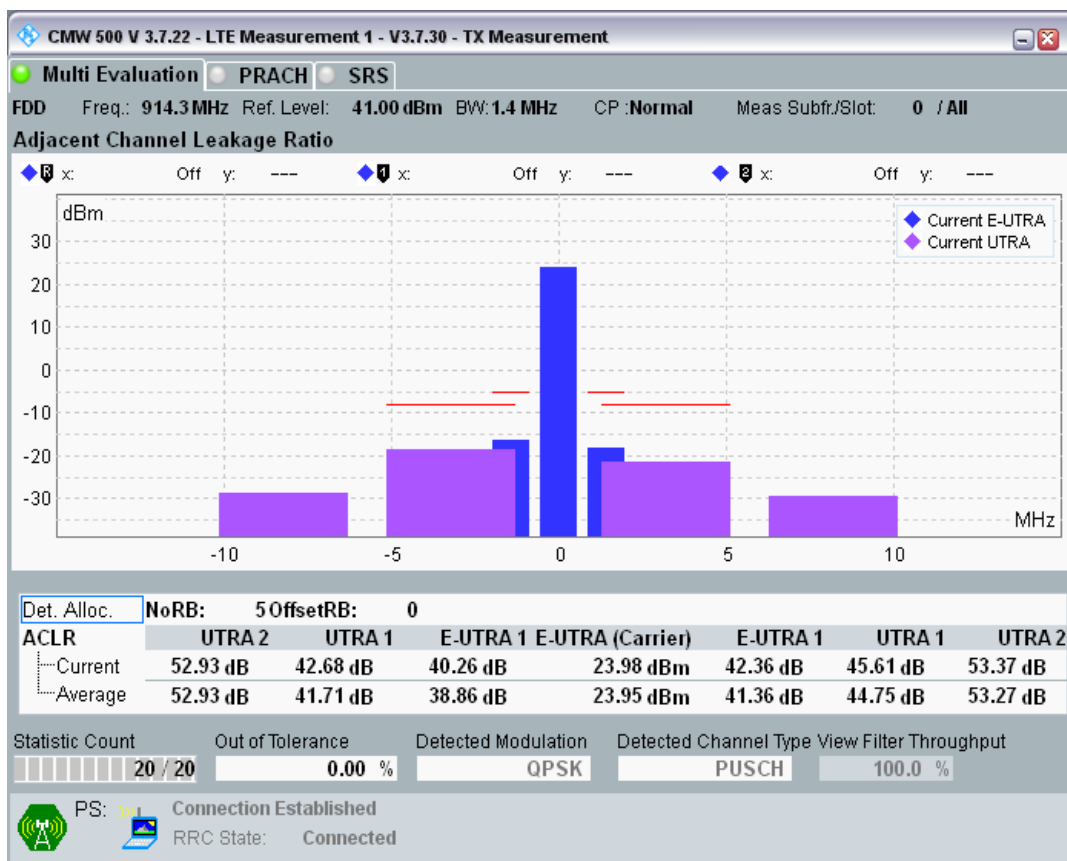 CMW 500 V 3.7.22 - LTE Measurement 1 - V3.7.30 - TX Measurement
Multi Evaluation PRACH SRS
FDD Freq.: 914.3 MHz Ref. Level: 41.00 dBm BW: 1.4 MHz CP :Normal Meas Subfr./Slot: 0 / All
Adjacent Channel Leakage Ratio
R x: Off y: --- 1 x: Off y: --- 2 x: Off y: ---
dBm
Current E-UTRA
Current UTRA
30
20
10
0
-10
-20
-30
MHz
-10 -5 0 5 10
Det. Alloc. NoRB: 5 OffsetRB: 0
ACLR UTRA 2 UTRA 1 E-UTRA 1 E-UTRA (Carrier) E-UTRA 1 UTRA 1 UTRA 2
Current 52.93 dB 42.68 dB 40.26 dB 23.98 dBm 42.36 dB 45.61 dB 53.37 dB
Average 52.93 dB 41.71 dB 38.86 dB 23.95 dBm 41.36 dB 44.75 dB 53.27 dB
Statistic Count Out of Tolerance Detected Modulation Detected Channel Type View Filter Throughput
20 / 20 0.00 % QPSK PUSCH 100.0 %
PS: Connection Established
RRC State: Connected